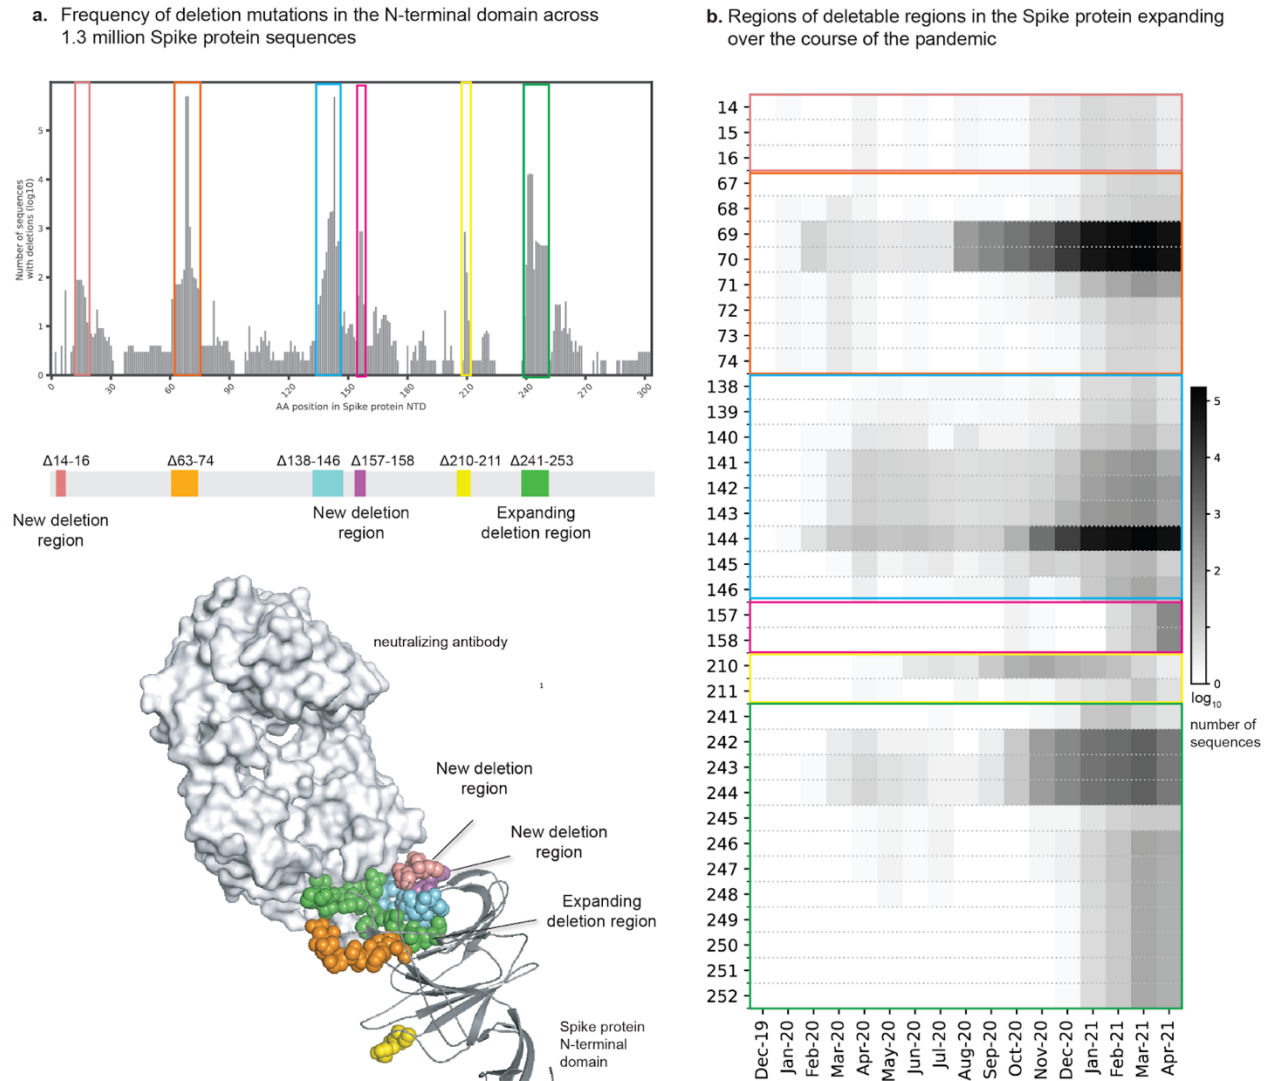 a. Frequency of deletion mutations in the N-terminal domain across
1.3 million Spike protein sequences
Number of sequences
with deletions (log10)
5
4
3
2
1
0
0 30 60 90 120 150 180 210 240 270 300
AA position in Spike protein NTD
Δ14-16 Δ63-74 Δ138-146 Δ157-158 Δ210-211 Δ241-253
New deletion
region
New deletion
region
Expanding
deletion region
neutralizing antibody
1
New deletion
region
New deletion
region
Expanding
deletion region
Spike protein
N-terminal
domain
b. Regions of deletable regions in the Spike protein expanding
over the course of the pandemic
14
15
16
67
68
69
70
71
72
73
74
138
139
140
141
142
143
144
145
146
157
158
210
211
241
242
243
244
245
246
247
248
249
250
251
252
Dec-19 Jan-20 Feb-20 Mar-20 Apr-20 May-20 Jun-20 Jul-20 Aug-20 Sep-20 Oct-20 Nov-20 Dec-20 Jan-21 Feb-21 Mar-21 Apr-21
5
4
3
2
1
0
log10
number of
sequences